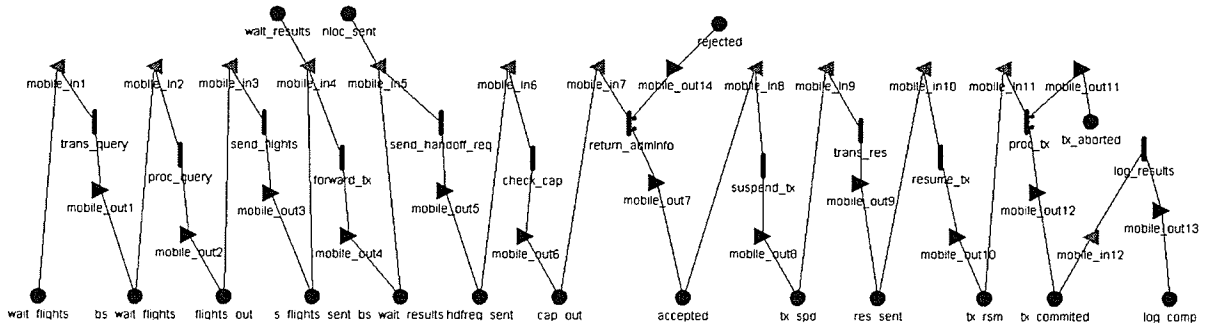 wait_results nloc_sent
rejected
mobile_in1 mobile_in2 mobile_in3 mobile_in4 mobile_in5 mobile_in6 mobile_in7 mobile_out14 mobile_in8 mobile_in9 mobile_in10 mobile_in11 mobile_out11
trans_query send_flights send_handoff_req return_adminfo trans_res proc_tx tx_aborted
proc_query forward_tx check_cap suspend_tx resume_tx log_results
mobile_out1 mobile_out3 mobile_out5 mobile_out7 mobile_out9 mobile_out12 mobile_out13
mobile_out2 mobile_out4 mobile_out6 mobile_out8 mobile_out10 mobile_in12
wait_flights bs_wait_flights flights_out s_flights_sent bs_wait_results hdfreq_sent cap_out accepted tx_spd res_sent tx_rsm tx_commited log_comp